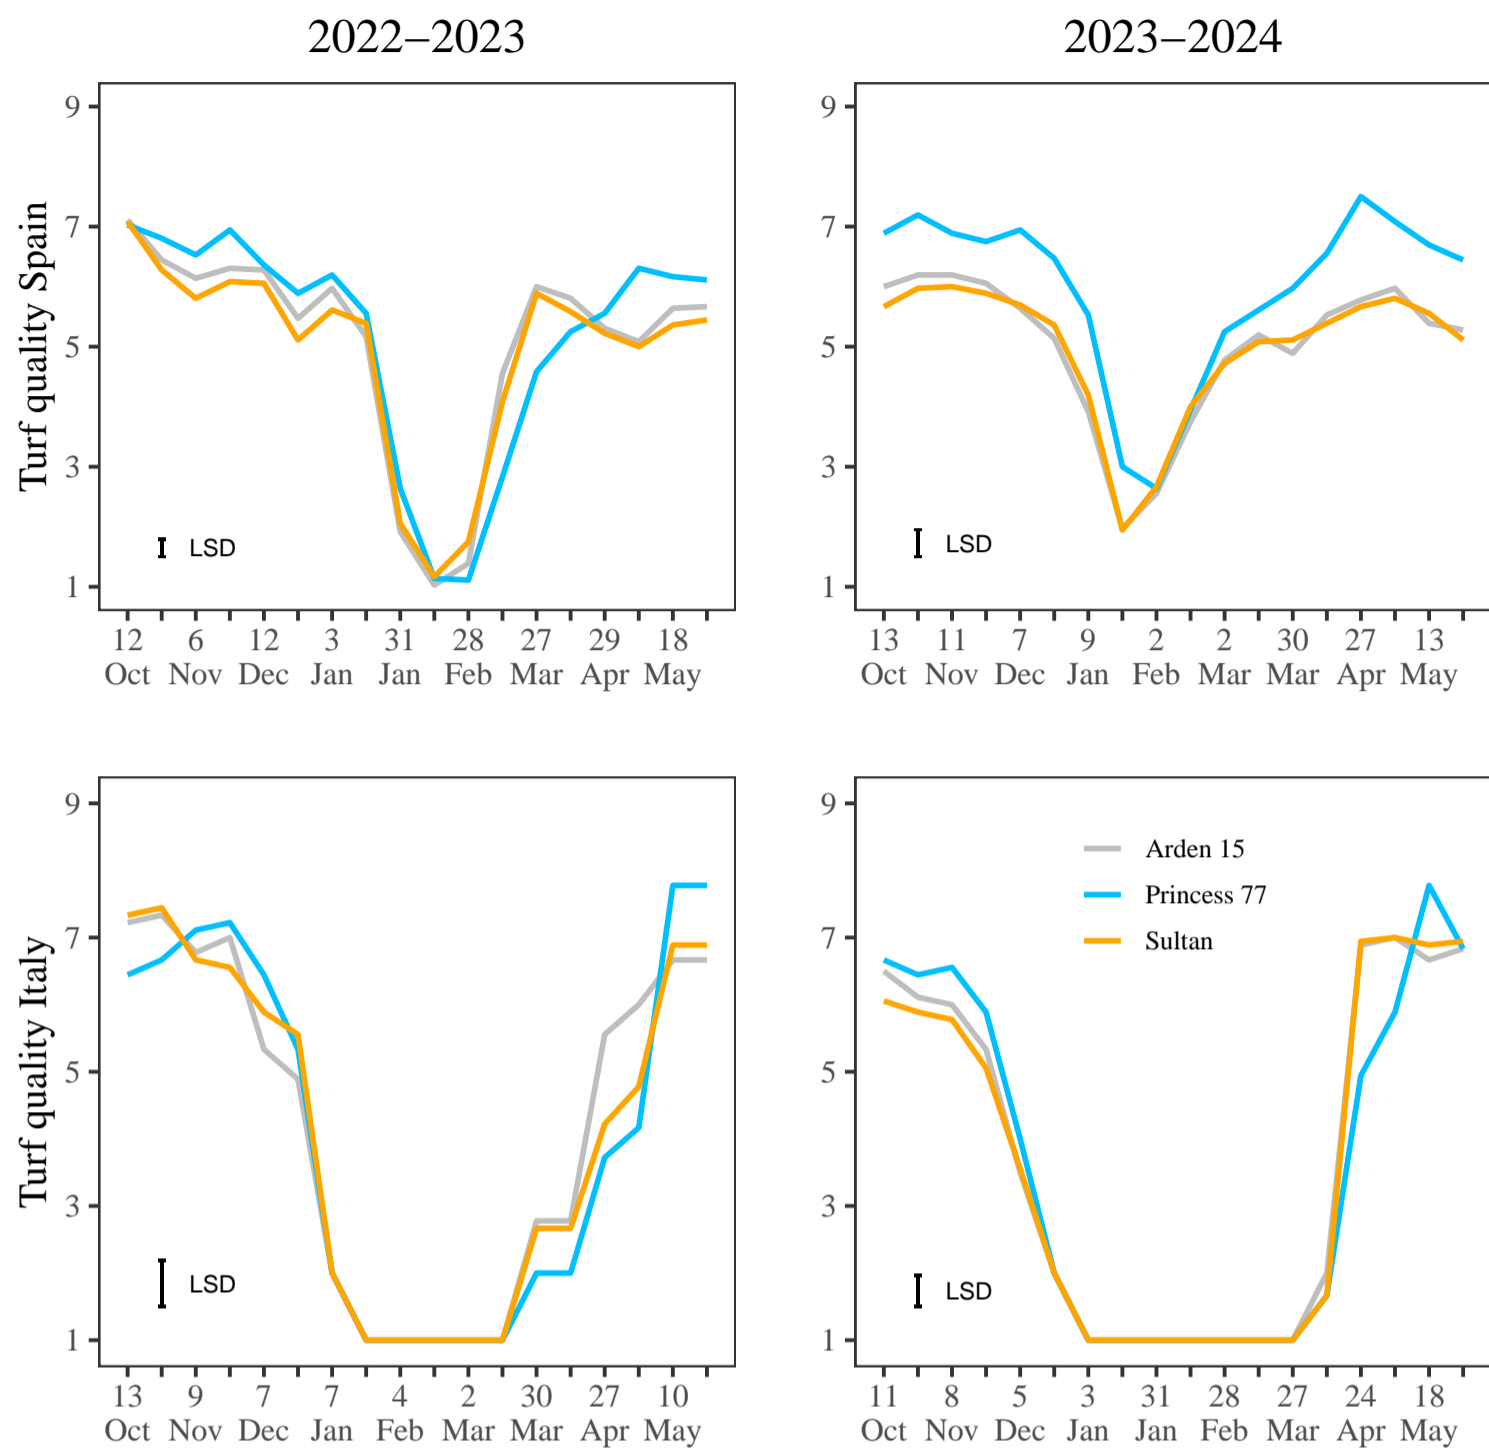 2022–2023
2023–2024
Turf quality Spain
9
7
5
3
1
LSD
12 6 12 3 31 28 27 29 18
Oct Nov Dec Jan Jan Feb Mar Apr May
9
7
5
3
1
LSD
13 11 7 9 2 2 30 27 13
Oct Nov Dec Jan Feb Mar Mar Apr May
Turf quality Italy
9
7
5
3
1
LSD
13 9 7 7 4 2 30 27 10
Oct Nov Dec Jan Feb Mar Mar Apr May
9
7
5
3
1
Arden 15
Princess 77
Sultan
LSD
11 8 5 3 31 28 27 24 18
Oct Nov Dec Jan Jan Feb Mar Apr May